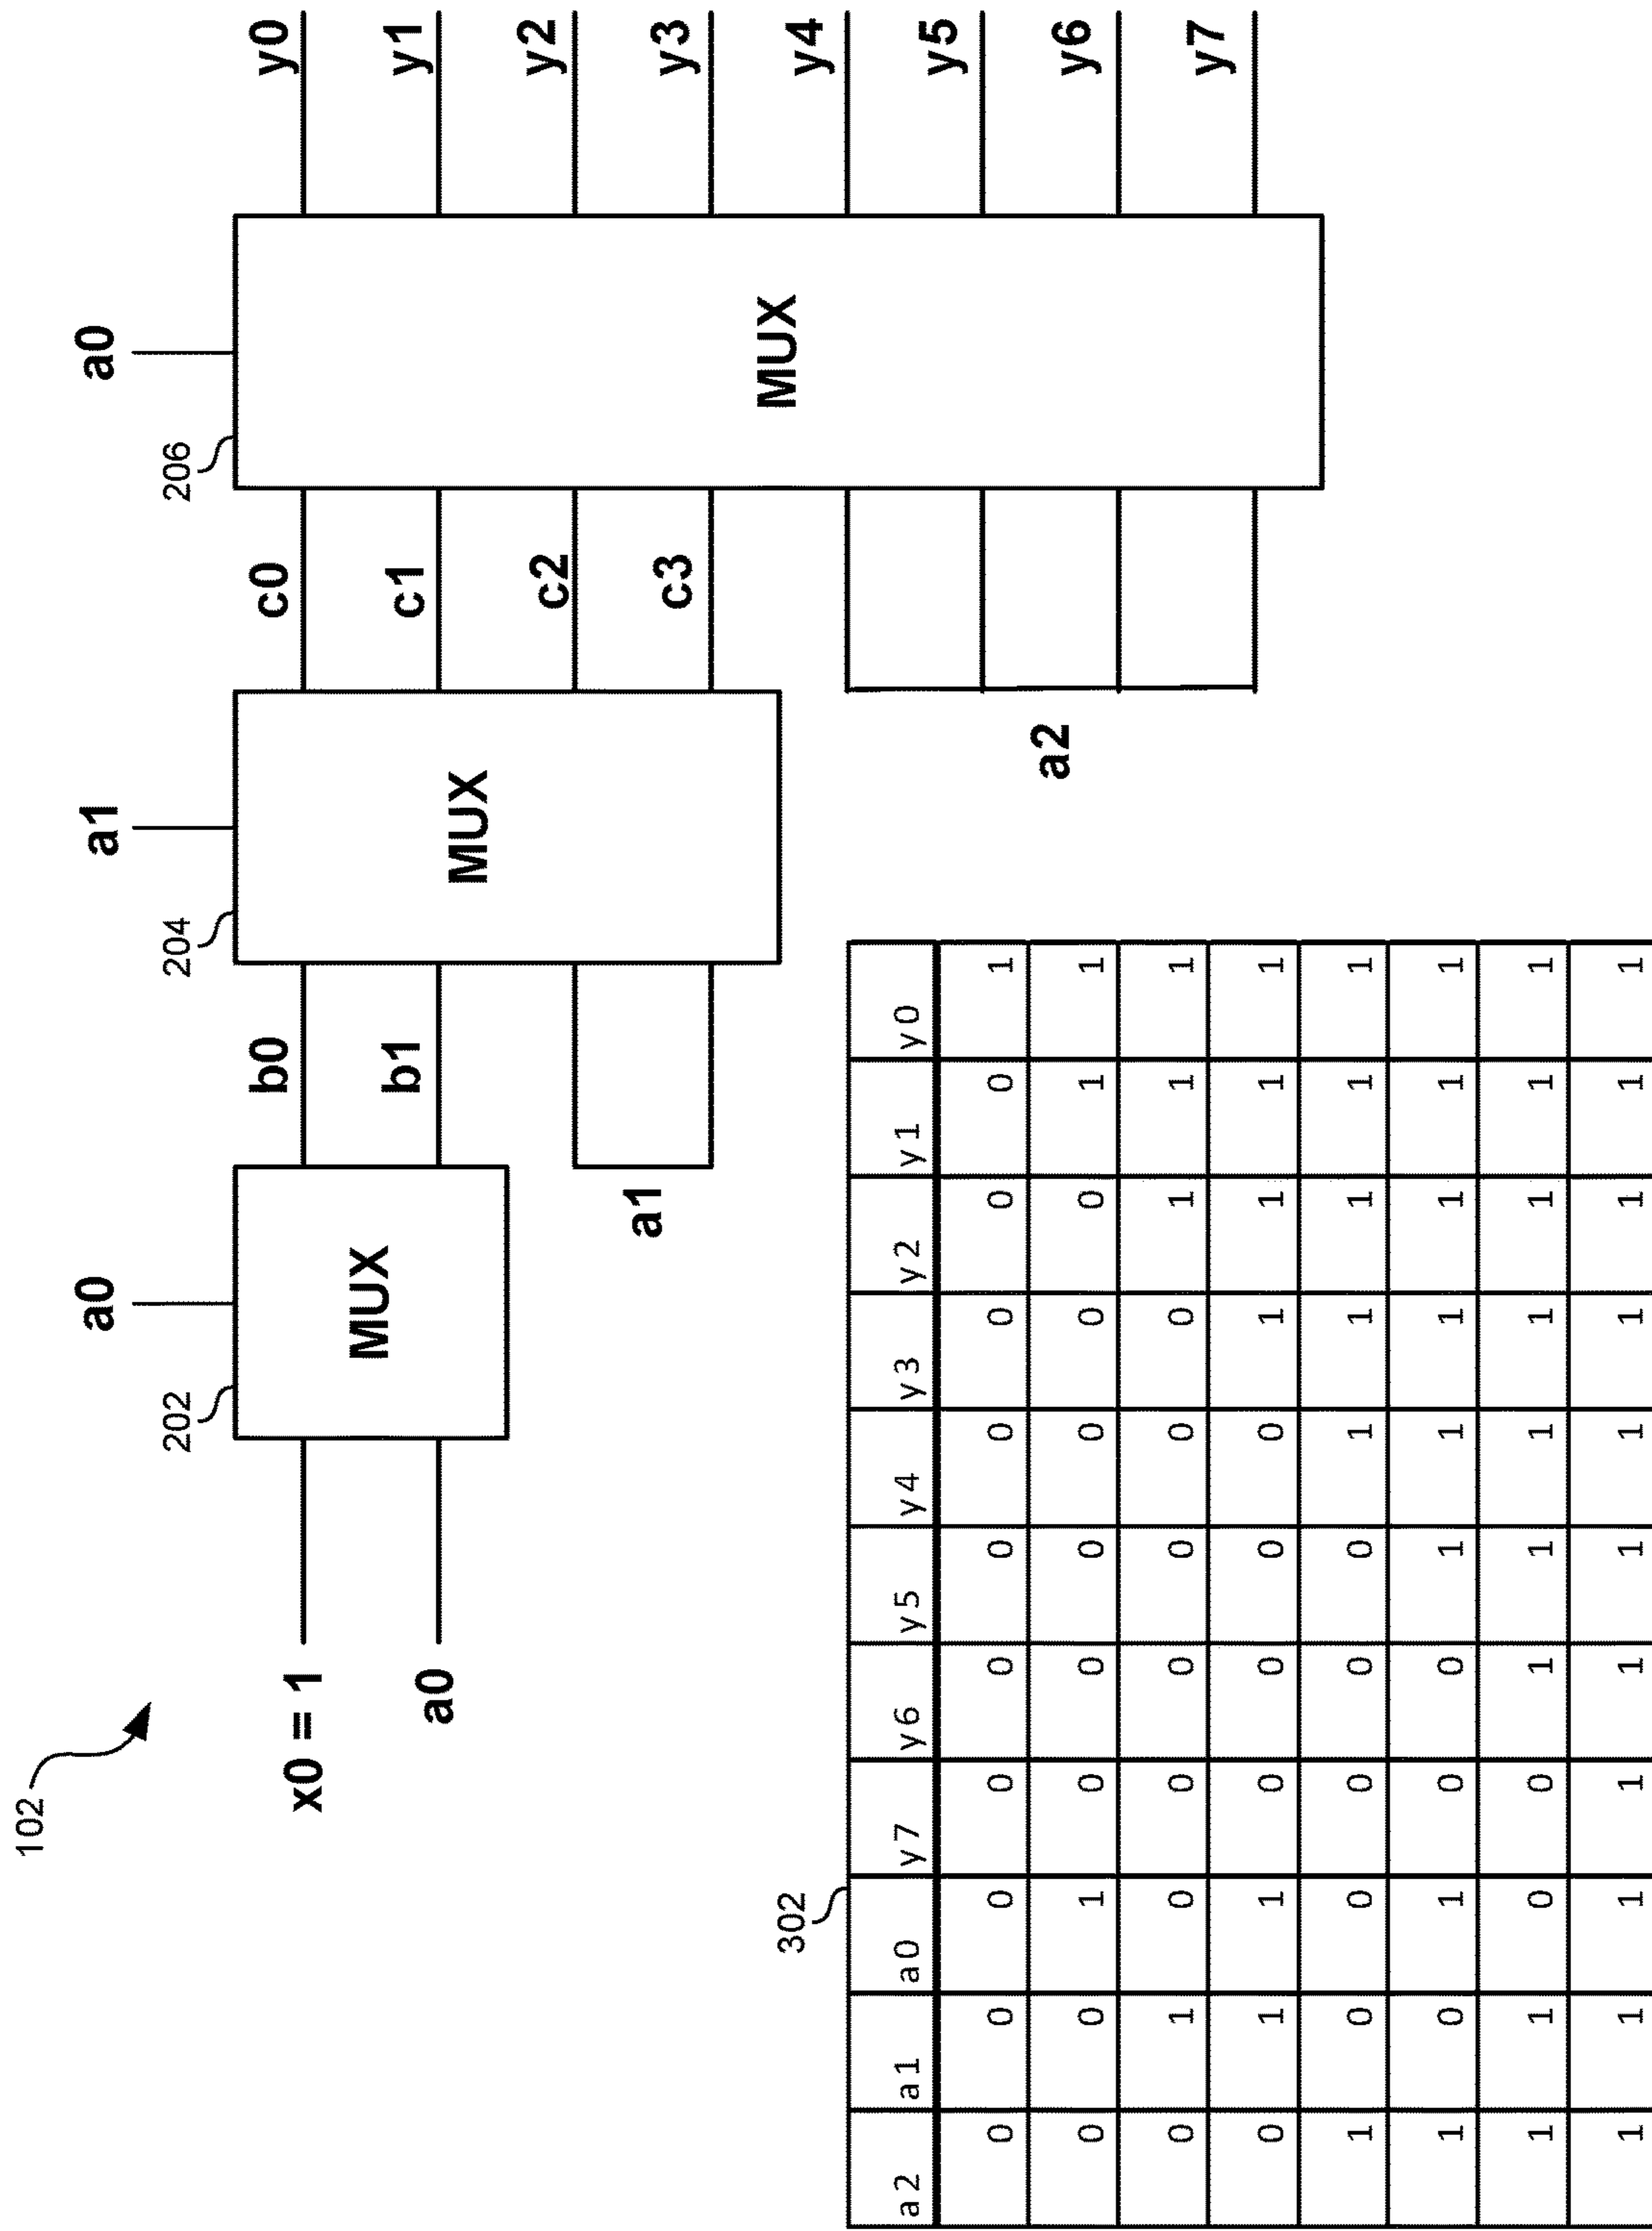 102
a0 a1 a0
202 204 206
b0 c0 y0
x0 = 1
MUX
b1 c1 y1
a0
MUX
c2 y2
a1
c3 y3
MUX
y4
y5
a2
y6
y7
302
a2 a1 a0 y7 y6 y5 y4 y3 y2 y1 y0
0 0 0 0 0 0 0 0 0 0 1
0 0 1 0 0 0 0 0 0 1 1
0 1 0 0 0 0 0 0 1 1 1
0 1 1 0 0 0 0 1 1 1 1
1 0 0 0 0 0 1 1 1 1 1
1 0 1 0 0 1 1 1 1 1 1
1 1 0 0 1 1 1 1 1 1 1
1 1 1 1 1 1 1 1 1 1 1